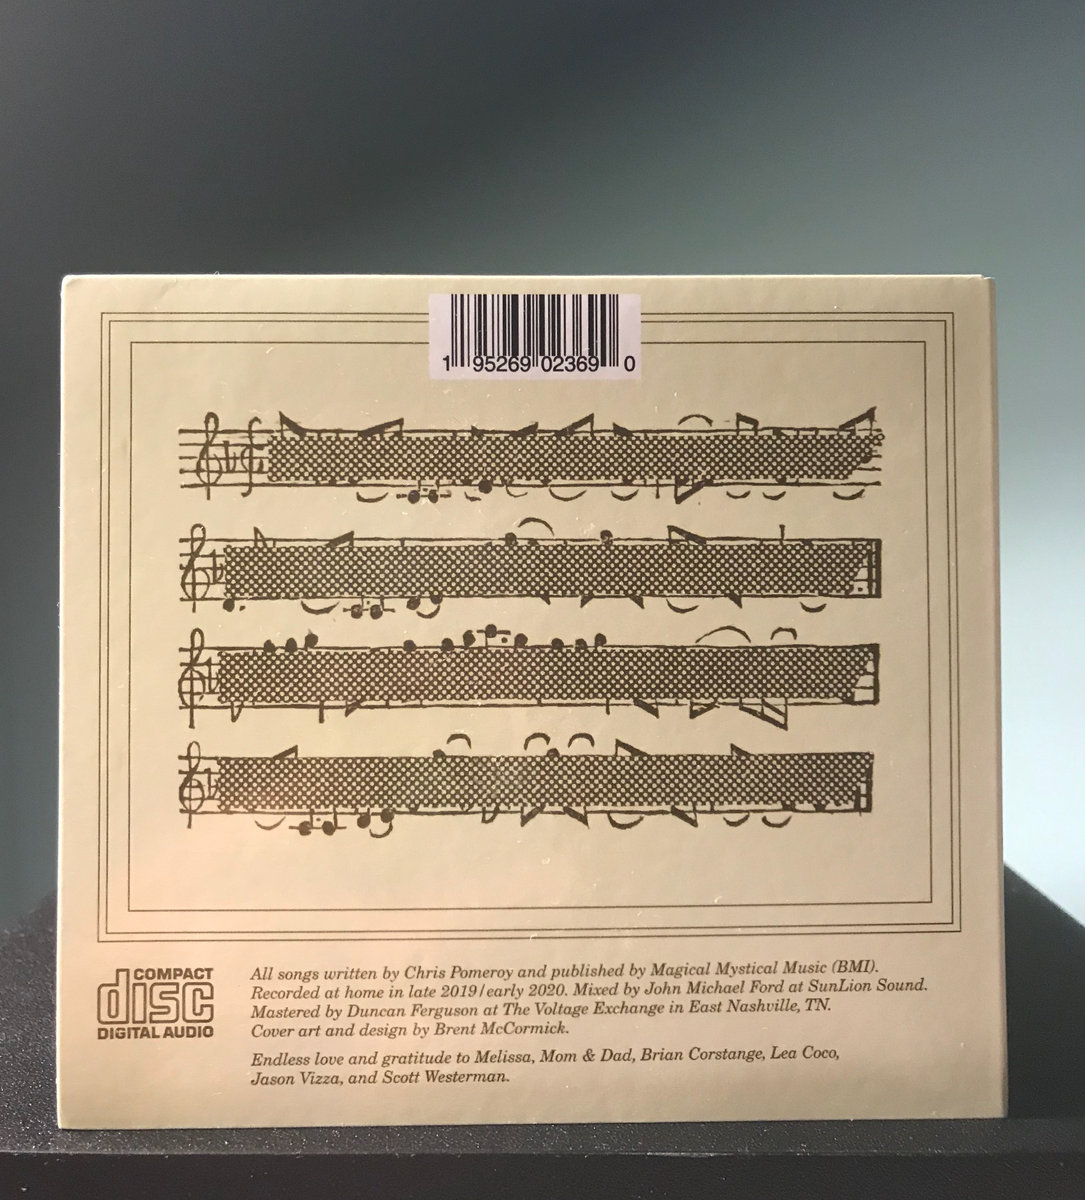 1 95269 02369 0
COMPACT
disc
DIGITAL AUDIO
All songs written by Chris Pomeroy and published by Magical Mystical Music (BMI).
Recorded at home in late 2019/early 2020. Mixed by John Michael Ford at SunLion Sound.
Mastered by Duncan Ferguson at The Voltage Exchange in East Nashville, TN.
Cover art and design by Brent McCormick.
Endless love and gratitude to Melissa, Mom & Dad, Brian Corstange, Lea Coco,
Jason Vizza, and Scott Westerman.